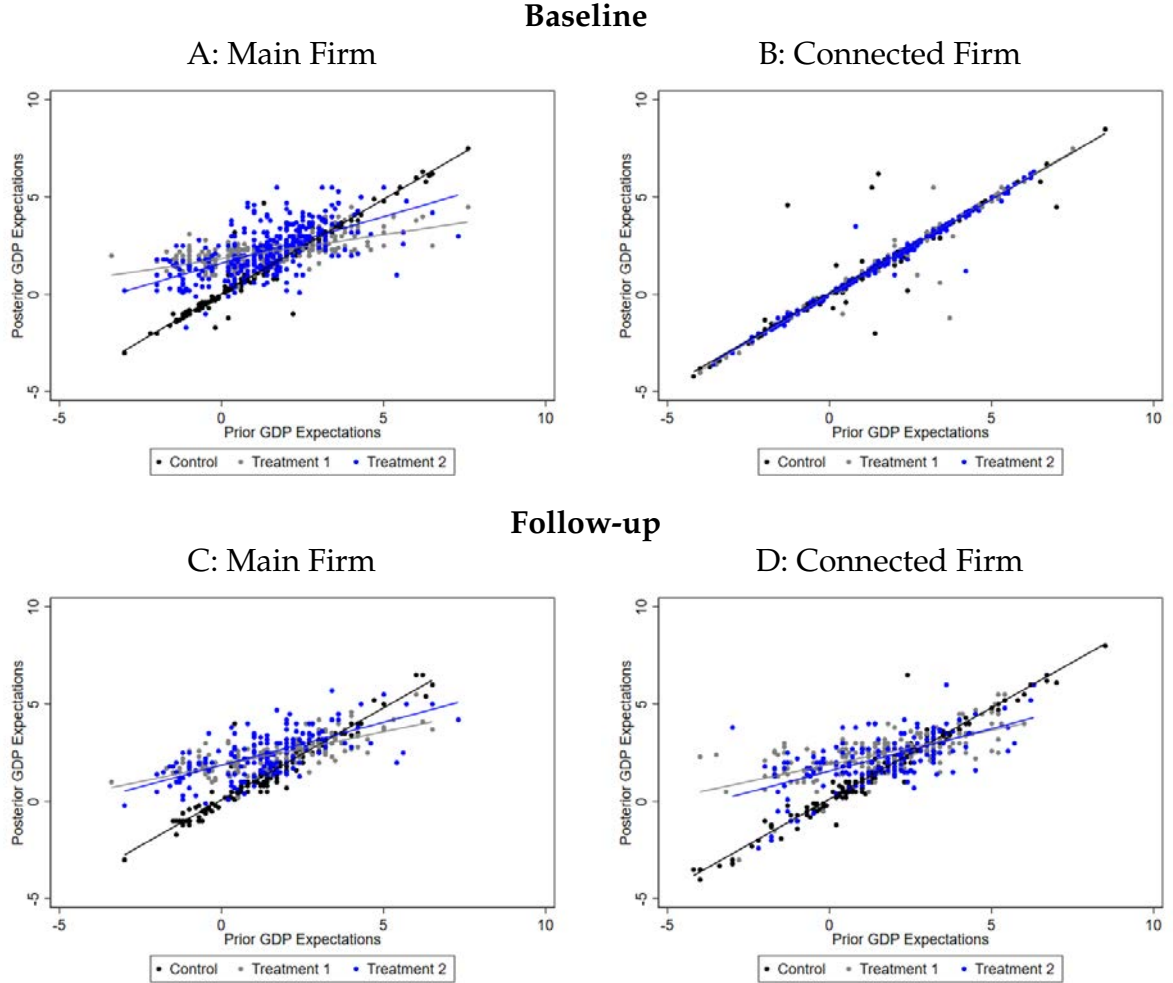 Baseline
A: Main Firm
B: Connected Firm
Posterior GDP Expectations
10
5
0
-5
-5 0 5 10
Prior GDP Expectations
Control Treatment 1 Treatment 2
Posterior GDP Expectations
10
5
0
-5
-5 0 5 10
Prior GDP Expectations
Control Treatment 1 Treatment 2
Follow-up
C: Main Firm
D: Connected Firm
Posterior GDP Expectations
10
5
0
-5
-5 0 5 10
Prior GDP Expectations
Control Treatment 1 Treatment 2
Posterior GDP Expectations
10
5
0
-5
-5 0 5 10
Prior GDP Expectations
Control Treatment 1 Treatment 2